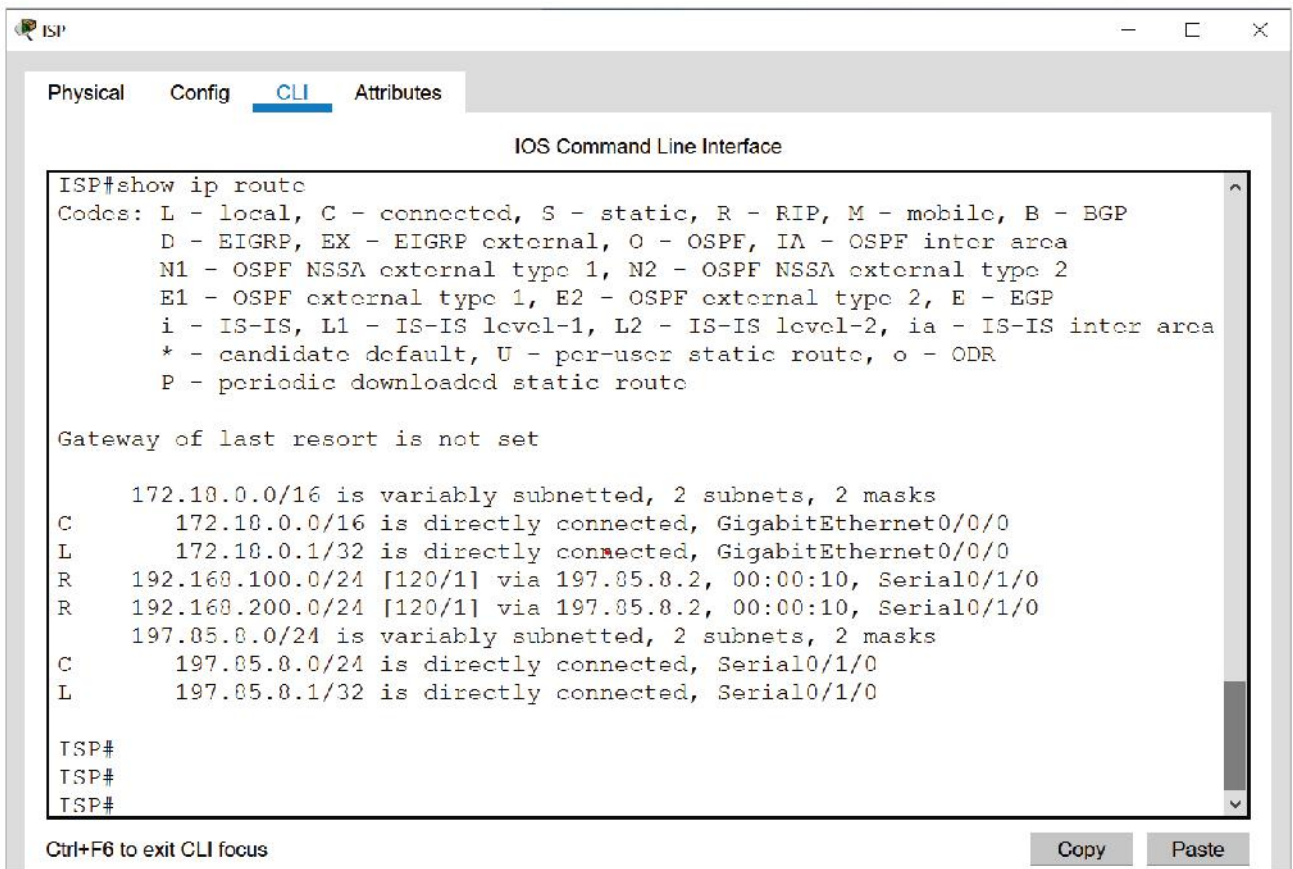 ISP
Physical Config CLI Attributes
IOS Command Line Interface
ISP#show ip route
Codes: L - local, C - connected, S - static, R - RIP, M - mobile, B - BGP
D - EIGRP, EX - EIGRP external, O - OSPF, IA - OSPF inter area
N1 - OSPF NSSA external type 1, N2 - OSPF NSSA external type 2
E1 - OSPF external type 1, E2 - OSPF external type 2, E - EGP
i - IS-IS, L1 - IS-IS level-1, L2 - IS-IS level-2, ia - IS-IS inter area
* - candidate default, U - per-user static route, o - ODR
P - periodic downloaded static route
Gateway of last resort is not set
172.18.0.0/16 is variably subnetted, 2 subnets, 2 masks
C 172.18.0.0/16 is directly connected, GigabitEthernet0/0/0
L 172.18.0.1/32 is directly connected, GigabitEthernet0/0/0
R 192.168.100.0/24 [120/1] via 197.85.8.2, 00:00:10, Serial0/1/0
R 192.168.200.0/24 [120/1] via 197.85.8.2, 00:00:10, Serial0/1/0
197.85.8.0/24 is variably subnetted, 2 subnets, 2 masks
C 197.85.8.0/24 is directly connected, Serial0/1/0
L 197.85.8.1/32 is directly connected, Serial0/1/0
ISP#
ISP#
ISP#
Ctrl+F6 to exit CLI focus
Copy Paste